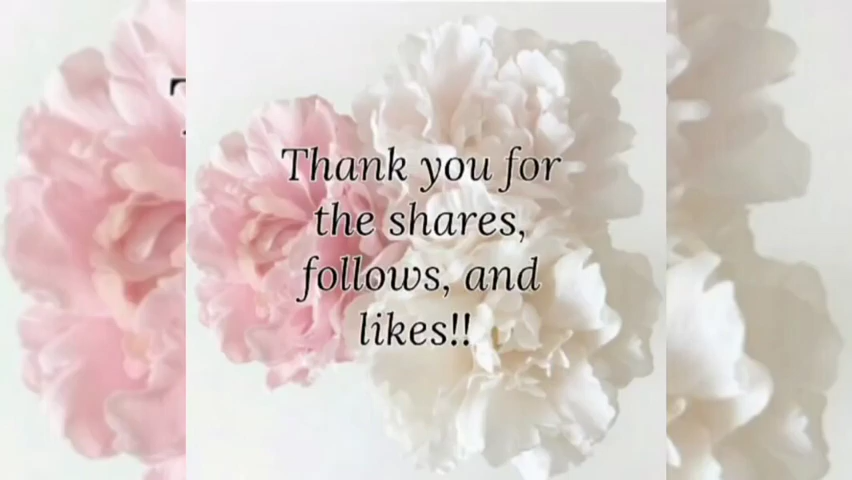 Thank you for
the shares,
follows, and
likes!!